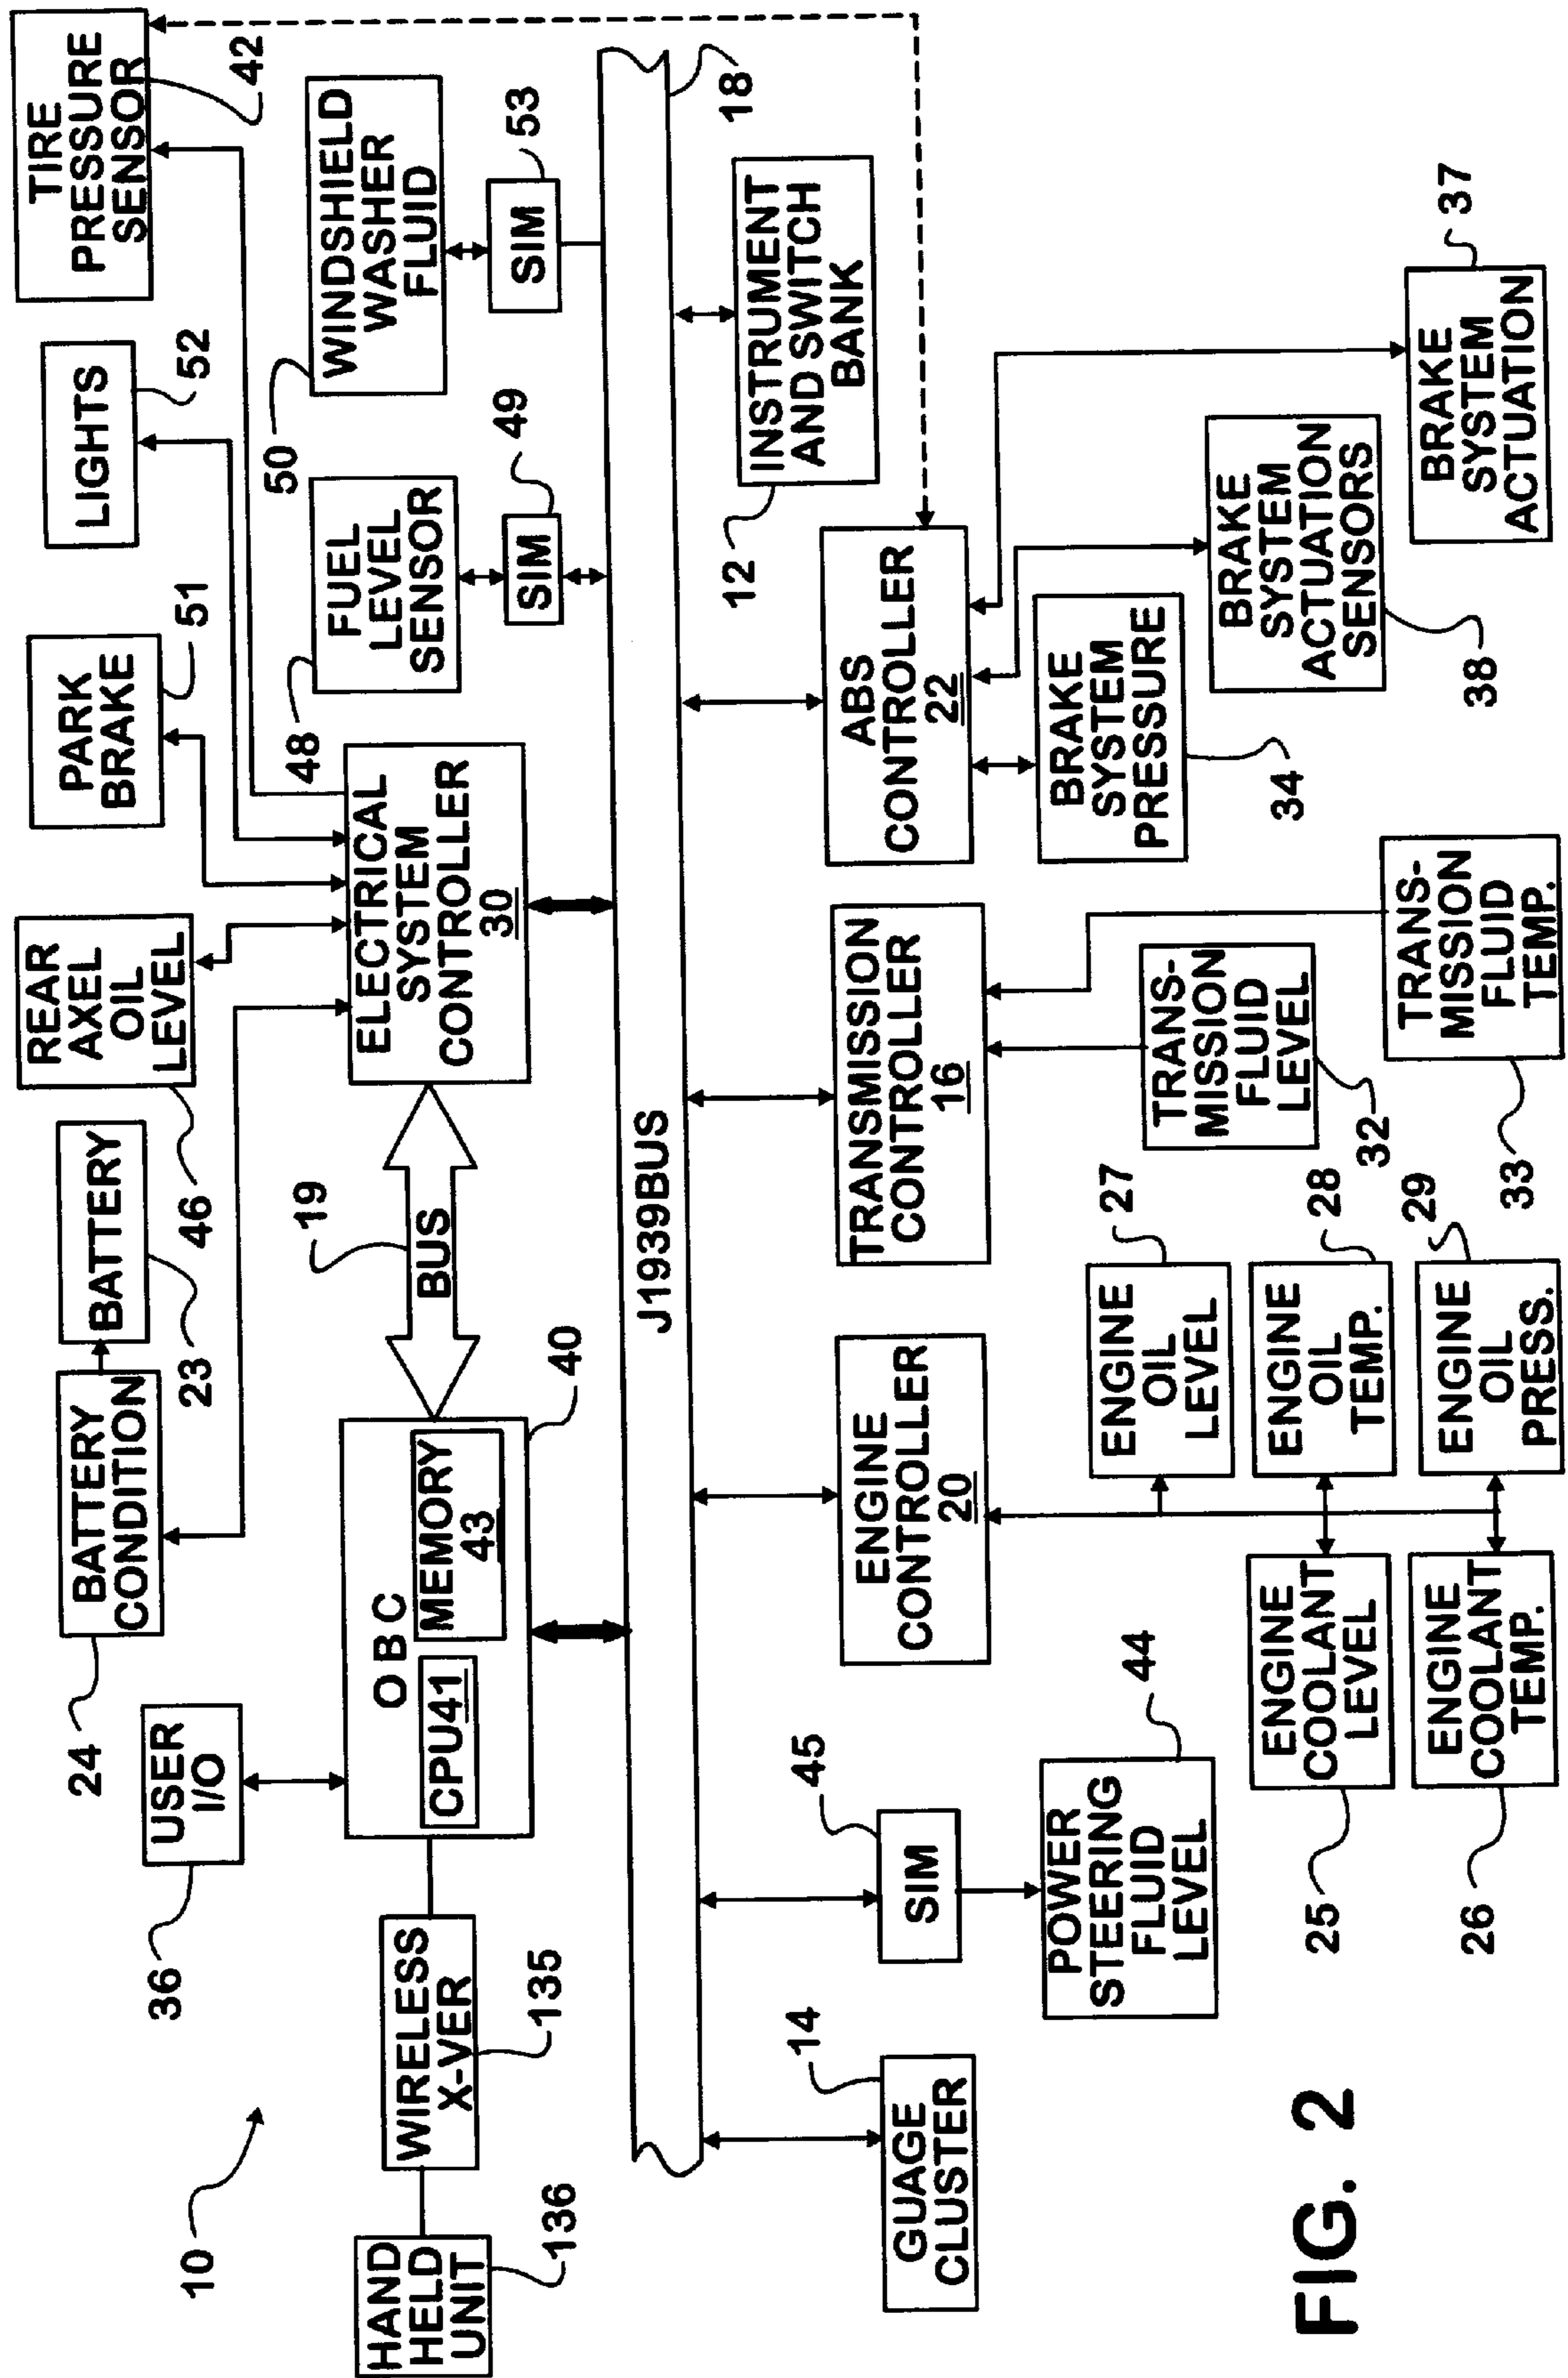 10
HAND
HELD
UNIT
136
WIRELESS
X-VER
135
36
USER
I/O
24
BATTERY
CONDITION
BATTERY
23
46
REAR
AXEL
OIL
LEVEL
PARK
BRAKE
51
LIGHTS
52
TIRE
PRESSURE
SENSOR
42
O B C
CPU41
MEMORY
43
40
19
BUS
ELECTRICAL
SYSTEM
CONTROLLER
30
48
FUEL
LEVEL
SENSOR
SIM
49
50
WINDSHIELD
WASHER
FLUID
SIM
53
J1939BUS
18
GUAGE
CLUSTER
14
SIM
45
POWER
STEERING
FLUID
LEVEL
44
ENGINE
CONTROLLER
20
TRANSMISSION
CONTROLLER
16
ABS
CONTROLLER
22
INSTRUMENT
AND SWITCH
BANK
12
ENGINE
COOLANT
LEVEL
25
ENGINE
COOLANT
TEMP.
26
ENGINE
OIL
LEVEL
27
ENGINE
OIL
TEMP.
28
ENGINE
OIL
PRESS.
29
TRANS-
MISSION
FLUID
LEVEL
32
TRANS-
MISSION
FLUID
TEMP.
33
BRAKE
SYSTEM
PRESSURE
34
BRAKE
SYSTEM
ACTUATION
SENSORS
38
BRAKE
SYSTEM
ACTUATION
37
FIG. 2